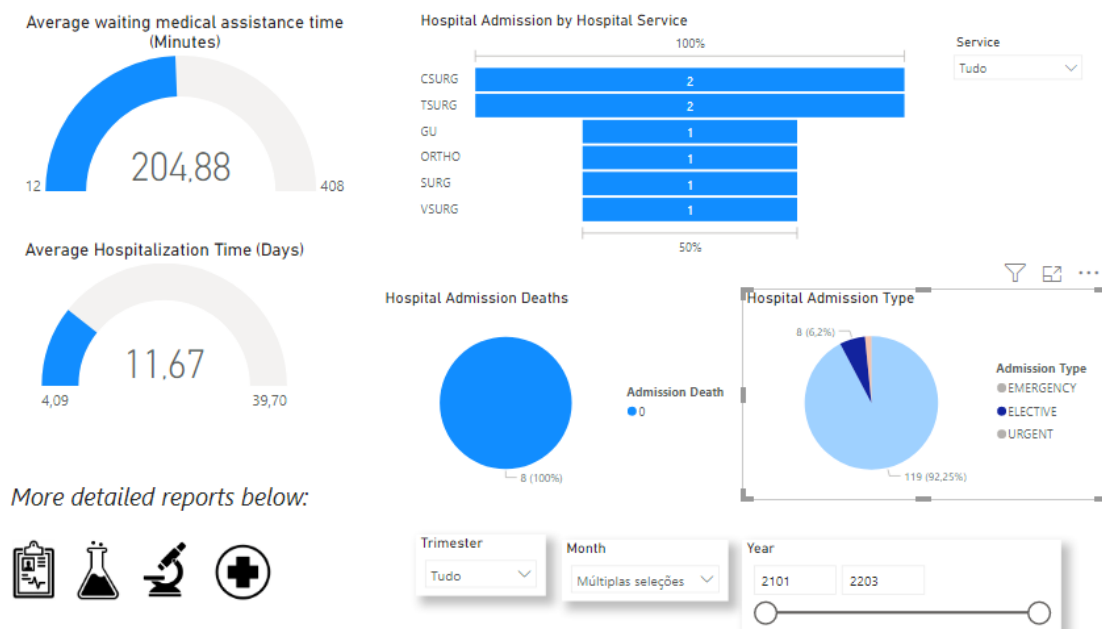 Average waiting medical assistance time
(Minutes)
204,88
12
408
Hospital Admission by Hospital Service
100%
CSURG
2
TSURG
2
GU
1
ORTHO
1
SURG
1
VSURG
1
50%
Service
Tudo
Average Hospitalization Time (Days)
11,67
4,09
39,70
Hospital Admission Deaths
Admission Death
0
8 (100%)
Hospital Admission Type
8 (6,2%)
119 (92,25%)
Admission Type
EMERGENCY
ELECTIVE
URGENT
More detailed reports below:
Trimester
Tudo
Month
Múltiplas seleções
Year
2101
2203